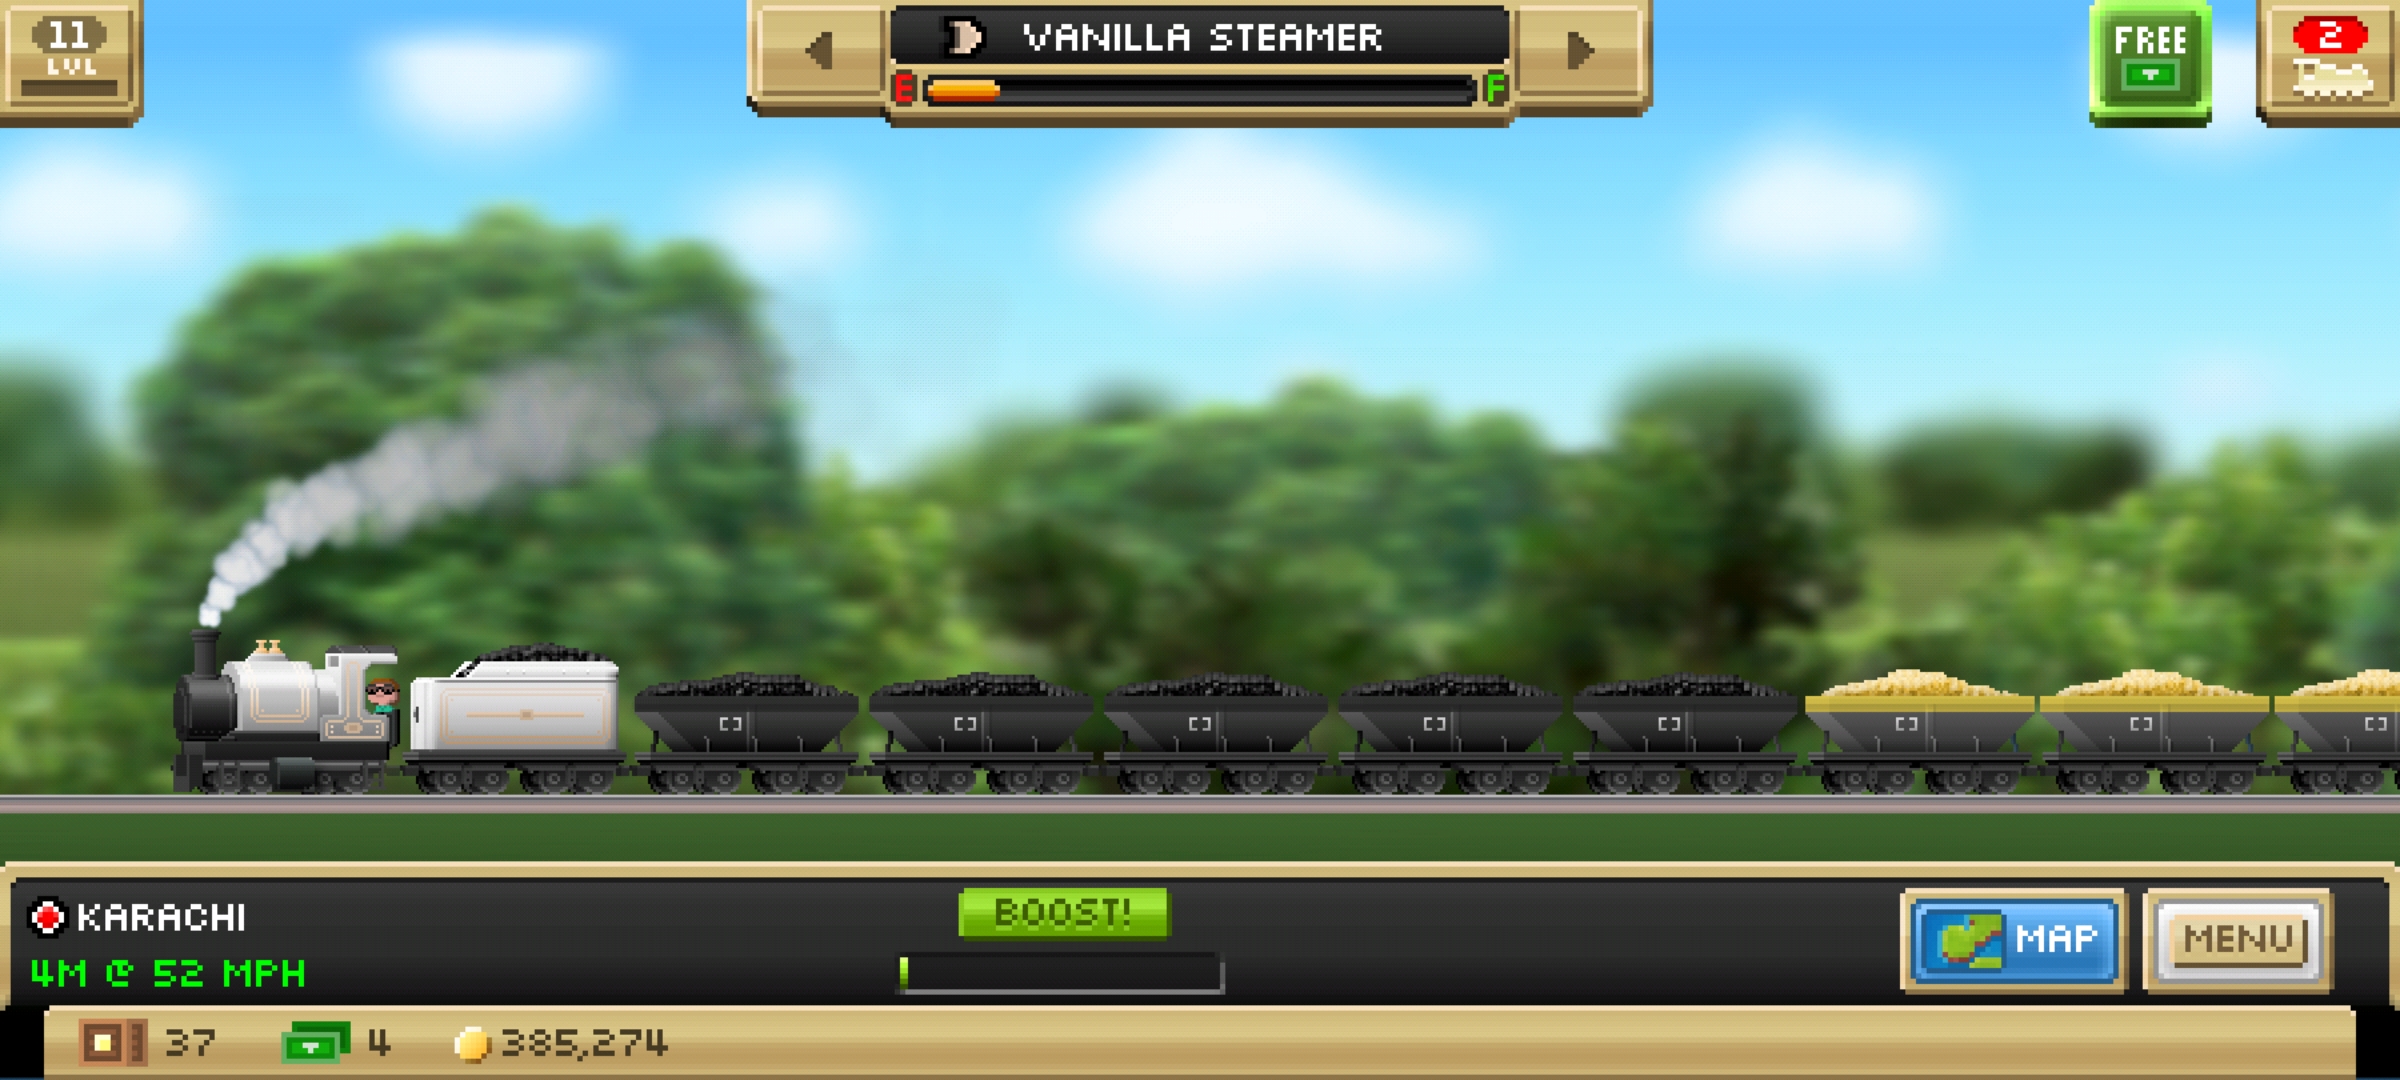 11
LVL
VANILLA STEAMER
E F
FREE
2
KARACHI
4M @ 52 MPH
BOOST!
MAP
MENU
37
4
385,274